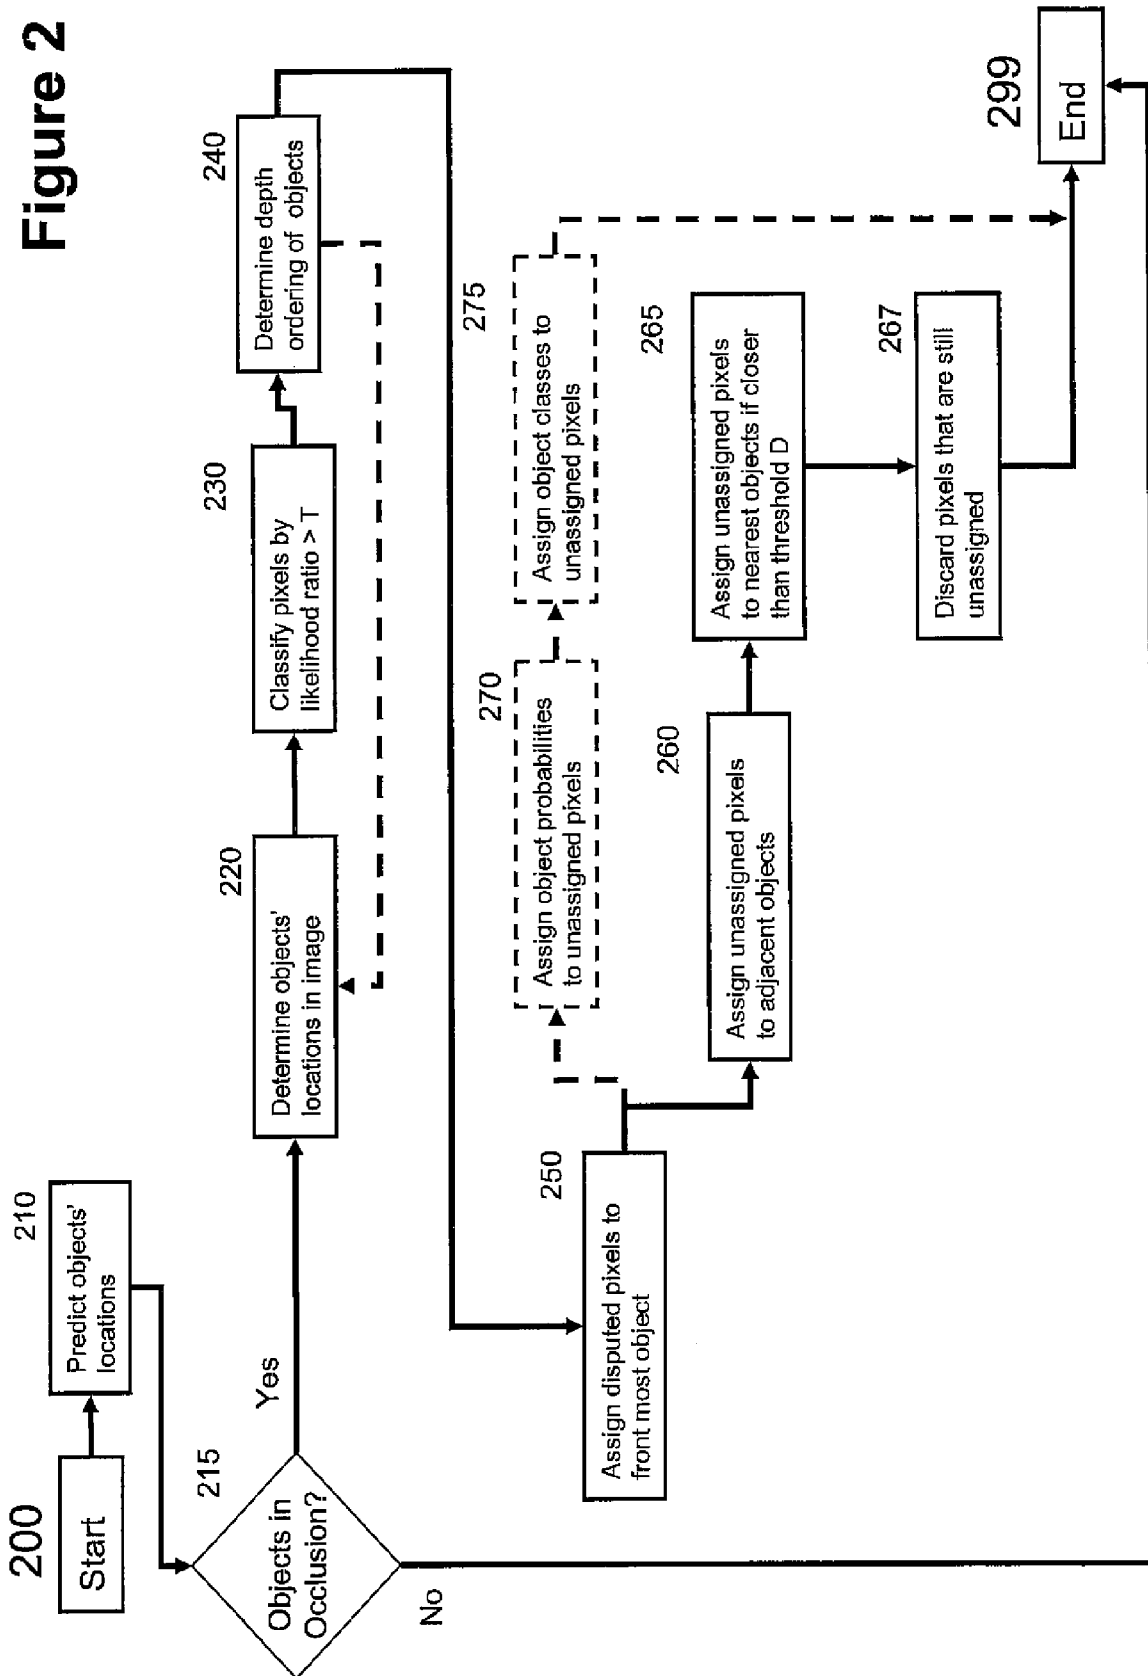 Figure 2
200
Start
210
Predict objects'
locations
215
Objects in
Occlusion?
Yes
No
220
Determine objects'
locations in image
230
Classify pixels by
likelihood ratio > T
240
Determine depth
ordering of objects
250
Assign disputed pixels to
front most object
270
Assign object probabilities
to unassigned pixels
275
Assign object classes to
unassigned pixels
260
Assign unassigned pixels
to adjacent objects
265
Assign unassigned pixels
to nearest objects if closer
than threshold D
267
Discard pixels that are still
unassigned
299
End